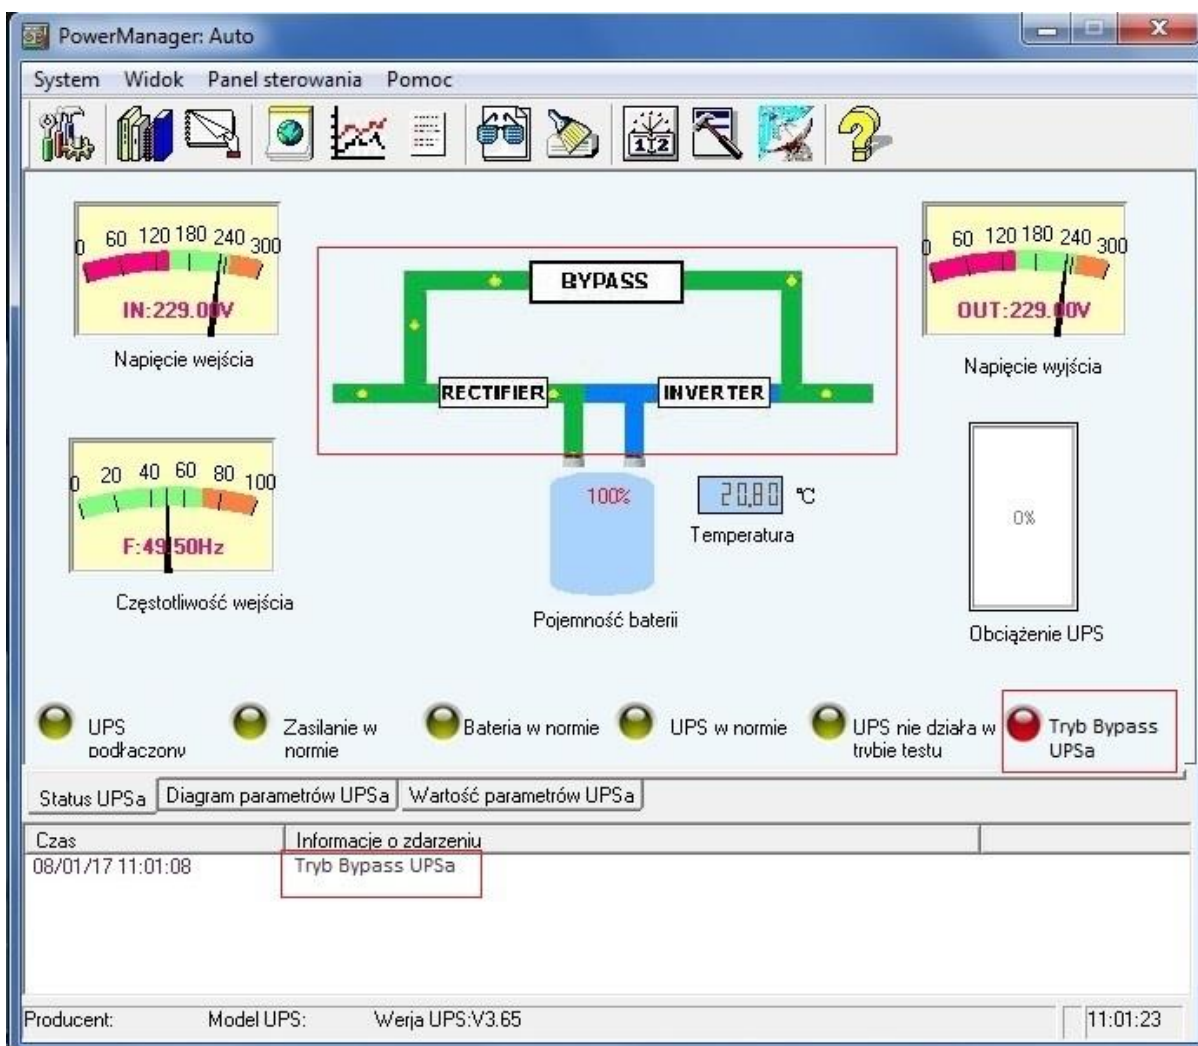 PowerManager: Auto
System Widok Panel sterowania Pomoc
0 60 120 180 240 300
IN:229.00V
Napięcie wejścia
BYPASS
RECTIFIER
INVERTER
0 60 120 180 240 300
OUT:229.00V
Napięcie wyjścia
0 20 40 60 80 100
F:49.50Hz
Częstotliwość wejścia
100%
Pojemność baterii
20,80 °C
Temperatura
0%
Obciążenie UPS
UPS
podłączony
Zasilanie w
normie
Bateria w normie
UPS w normie
UPS nie działa w
trybie testu
Tryb Bypass
UPSa
Status UPSa Diagram parametrów UPSa Wartość parametrów UPSa
Czas Informacje o zdarzeniu
08/01/17 11:01:08 Tryb Bypass UPSa
Producent: Model UPS: Werja UPS:V3.65 11:01:23